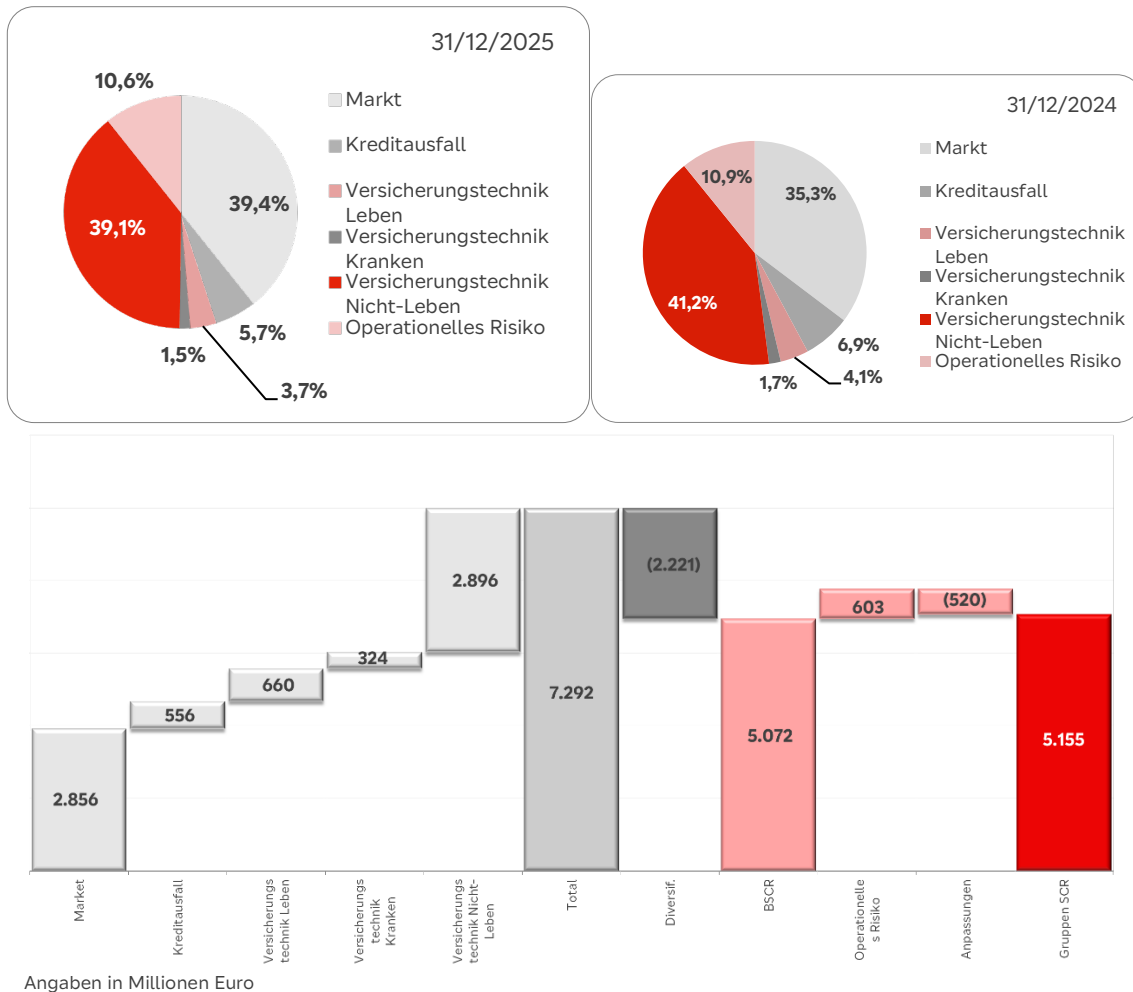 31/12/2025
10,6%
39,4%
39,1%
5,7%
1,5%
3,7%
Markt
Kreditausfall
Versicherungstechnik
Leben
Versicherungstechnik
Kranken
Versicherungstechnik
Nicht-Leben
Operationelles Risiko
31/12/2024
10,9%
35,3%
41,2%
6,9%
4,1%
1,7%
Markt
Kreditausfall
Versicherungstechnik
Leben
Versicherungstechnik
Kranken
Versicherungstechnik
Nicht-Leben
Operationelles Risiko
2.856
556
660
324
2.896
7.292
(2.221)
5.072
603
(520)
5.155
Market
Kreditausfall
Versicherungs
technik Leben
Versicherungs
technik
Kranken
Versicherungs
technik Nicht-
Leben
Total
Diversif.
BSCR
Operationelle
s Risiko
Anpassungen
Gruppen SCR
Angaben in Millionen Euro